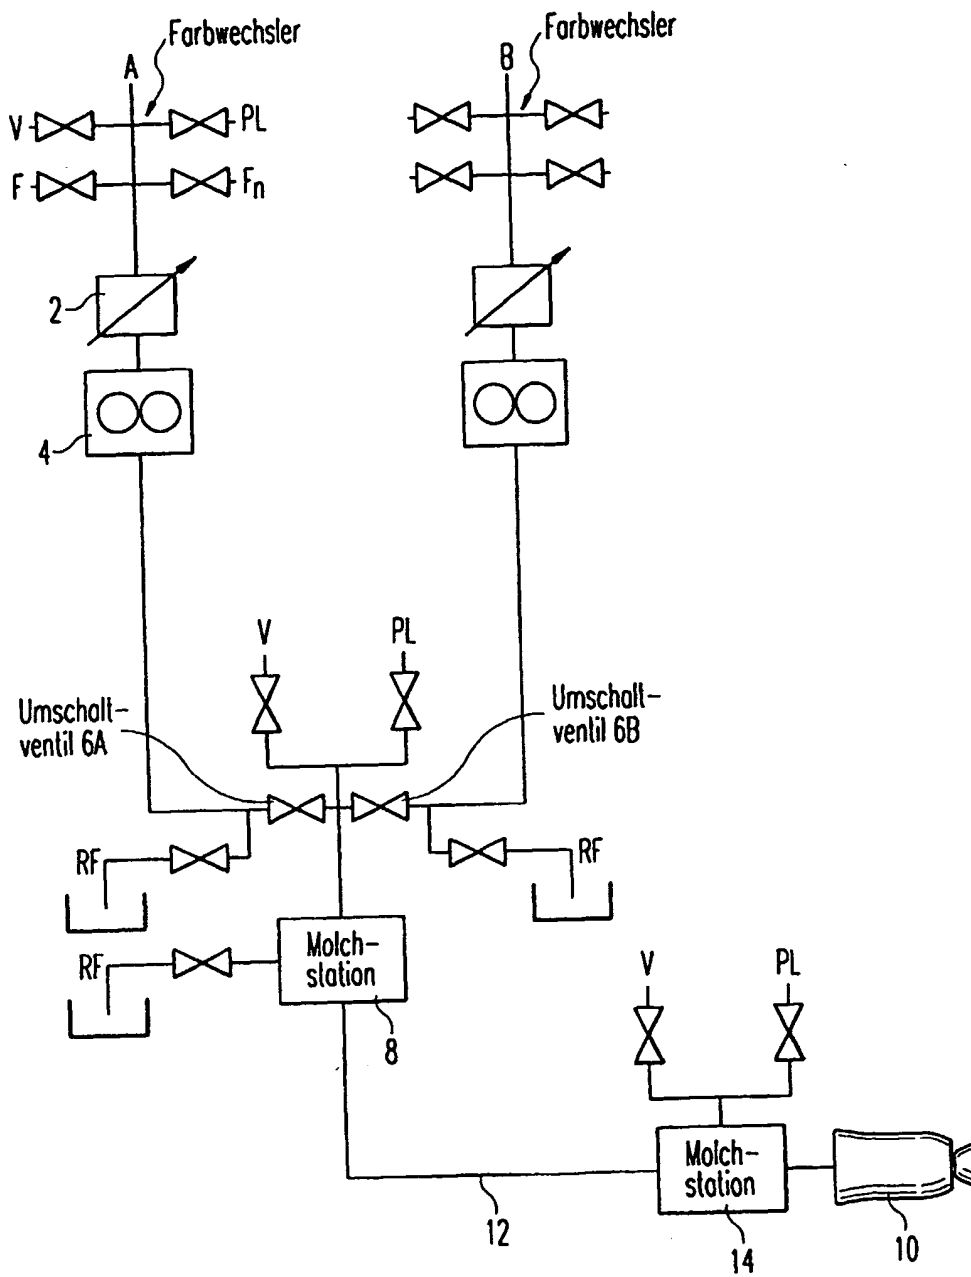 Farbwechsler
Farbwechsler
A
B
V
PL
F
Fn
2
4
V
PL
Umschalt-
ventil 6A
Umschalt-
ventil 6B
RF
RF
Molch-
station
RF
8
V
PL
Molch-
station
12
14
10